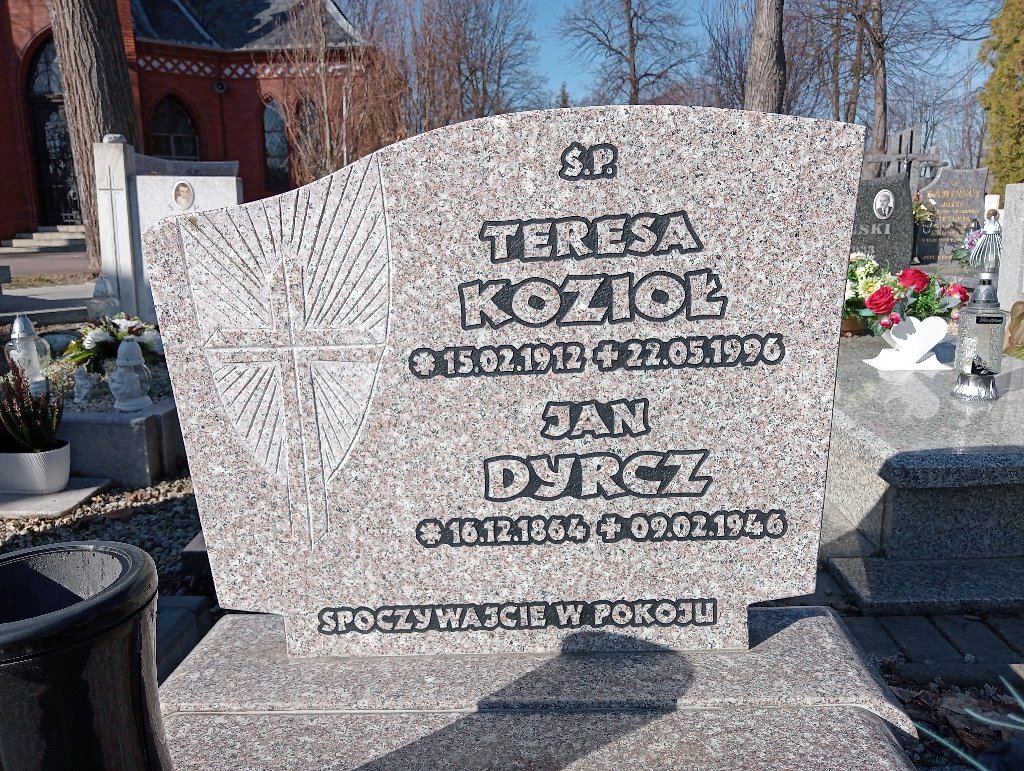 Ś.P.
TERESA
KOZIOŁ
* 15.02.1912 ✝ 22.05.1996
JAN
DYRCZ
* 16.12.1864 ✝ 09.02.1946
SPOCZYWAJCIE W POKOJU